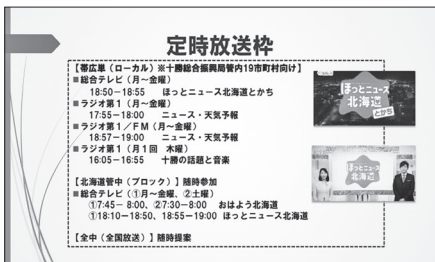 定時放送枠
【帯広単(ローカル)※十勝総合振興局管内19市町村向け】
■総合テレビ(月~金曜)
18:50-18:55 ほっとニュース北海道とかち
■ラジオ第1(月~金曜)
17:55-18:00 ニュース・天気予報
■ラジオ第1/FM(月~金曜)
18:57-19:00 ニュース・天気予報
■ラジオ第1(月1回 木曜)
16:05-16:55 十勝の話題と音楽
【北海道管中(ブロック)】随時参加
■総合テレビ(①月~金曜、②土曜)
①7:45- 8:00、②7:30-8:00 おはよう北海道
①18:10-18:50、18:55-19:00 ほっとニュース北海道
【全中(全国放送)】随時提案
ほっとニュース
北海道
とかち
ほっとニュース
北海道